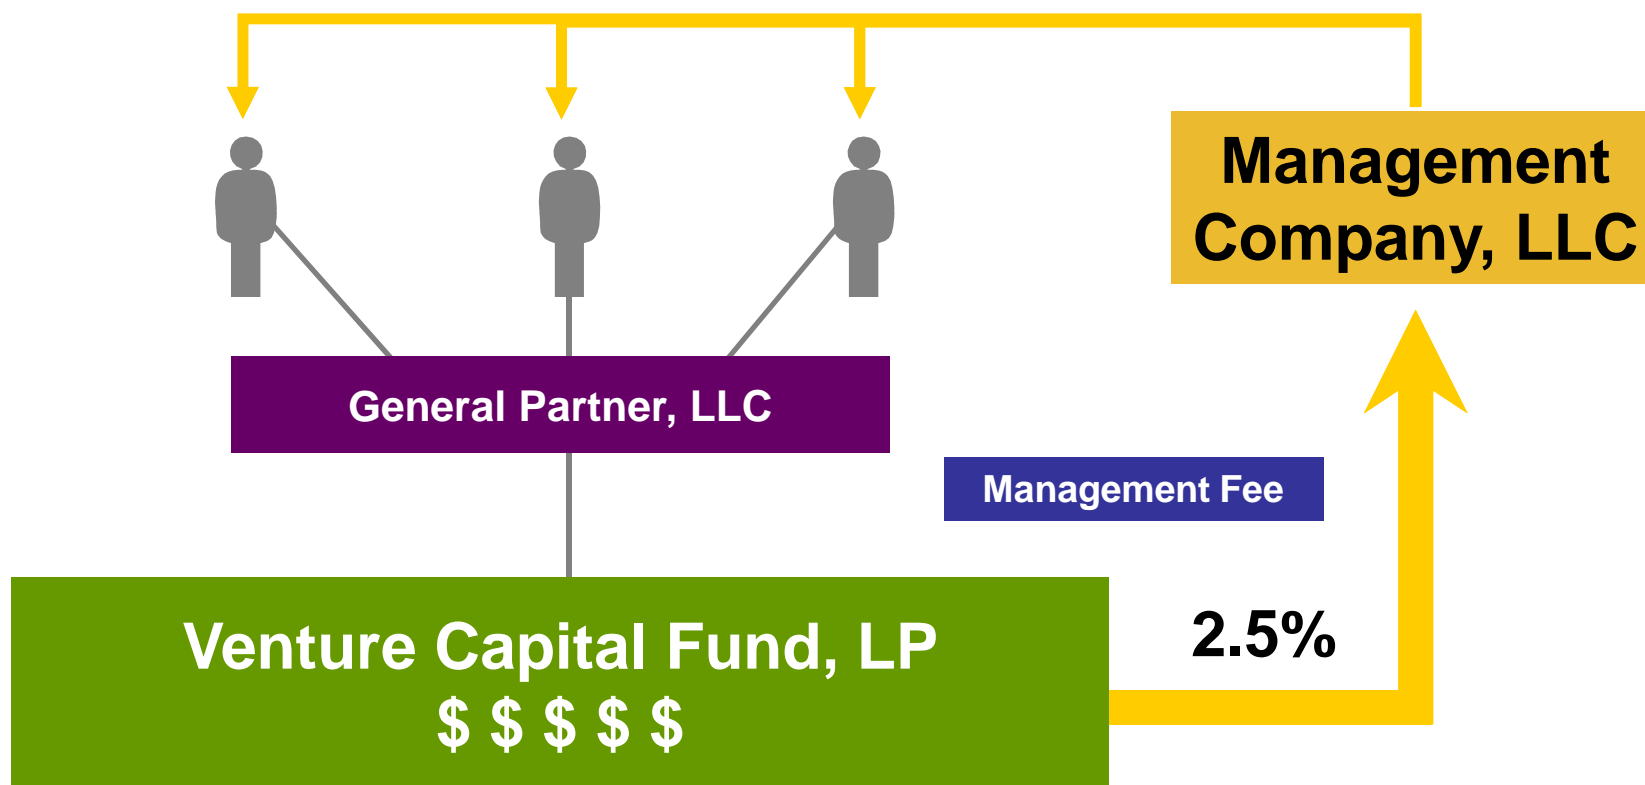 Management
Company, LLC
General Partner, LLC
Management Fee
Venture Capital Fund, LP
$ $ $ $ $
2.5%